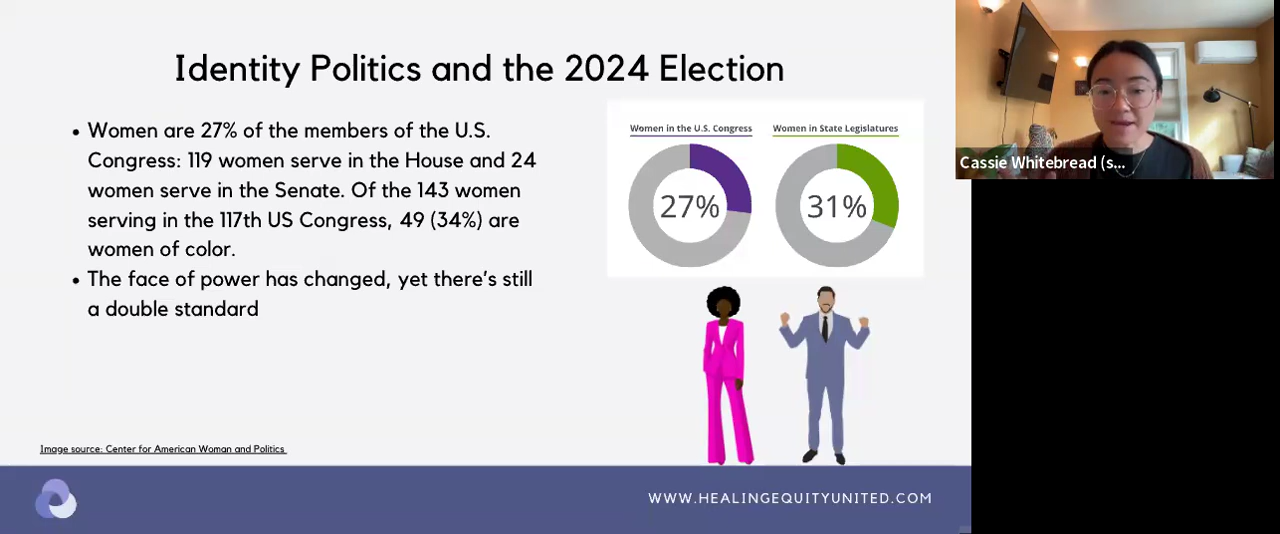 Identity Politics and the 2024 Election
• Women are 27% of the members of the U.S.
Congress: 119 women serve in the House and 24
women serve in the Senate. Of the 143 women
serving in the 117th US Congress, 49 (34%) are
women of color.
• The face of power has changed, yet there's still
a double standard
Women in the U.S. Congress
27%
Women in State Legislatures
31%
Image source: Center for American Woman and Politics
WWW.HEALINGEQUITYUNITED.COM
Cassie Whitebread (s...